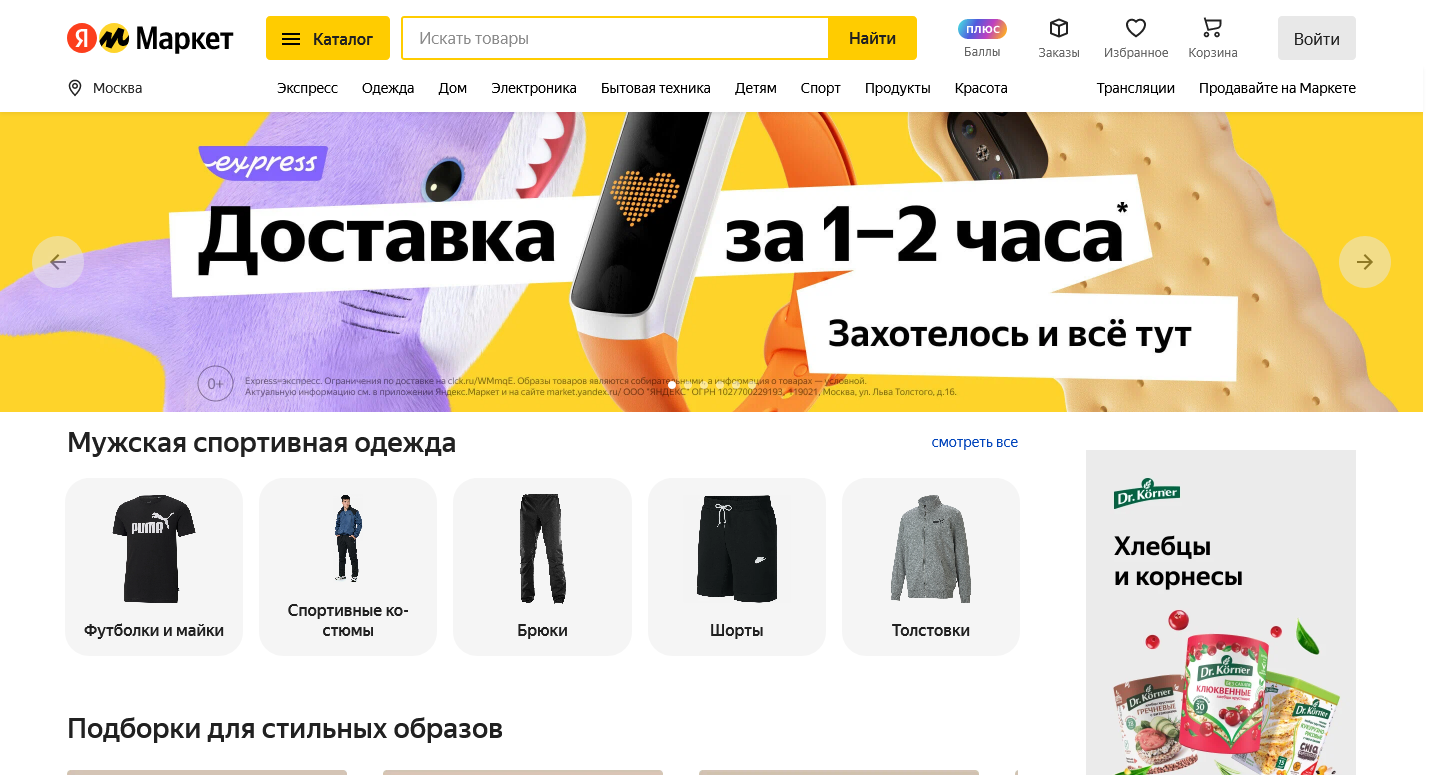 Я Маркет
Каталог
Искать товары
Найти
плюс
Баллы
Заказы
Избранное
Корзина
Войти
Москва
Экспресс Одежда Дом Электроника Бытовая техника Детям Спорт Продукты Красота Трансляции Продавайте на Маркете
express
Доставка за 1–2 часа*
Захотелось и всё тут
0+
Express=экспресс. Ограничения по доставке на clck.ru/WMmqE. Образы товаров являются собирательными, а информация о товарах — условной.
Актуальную информацию см. в приложении Яндекс.Маркет и на сайте market.yandex.ru/ ООО "ЯНДЕКС" ОГРН 1027700229193, 119021, Москва, ул. Льва Толстого, д.16.
Мужская спортивная одежда
смотреть все
PUMA
Футболки и майки
Спортивные ко-
стюмы
Брюки
Шорты
Толстовки
Dr. Körner
Хлебцы
и корнесы
Dr. Körner
КЛЮКВЕННЫЕ
30
Dr. Körner
ГРЕЧНЕВЫЕ
Dr. Körner
КУКУРУЗНО-
РИСОВЫЕ
Подборки для стильных образов